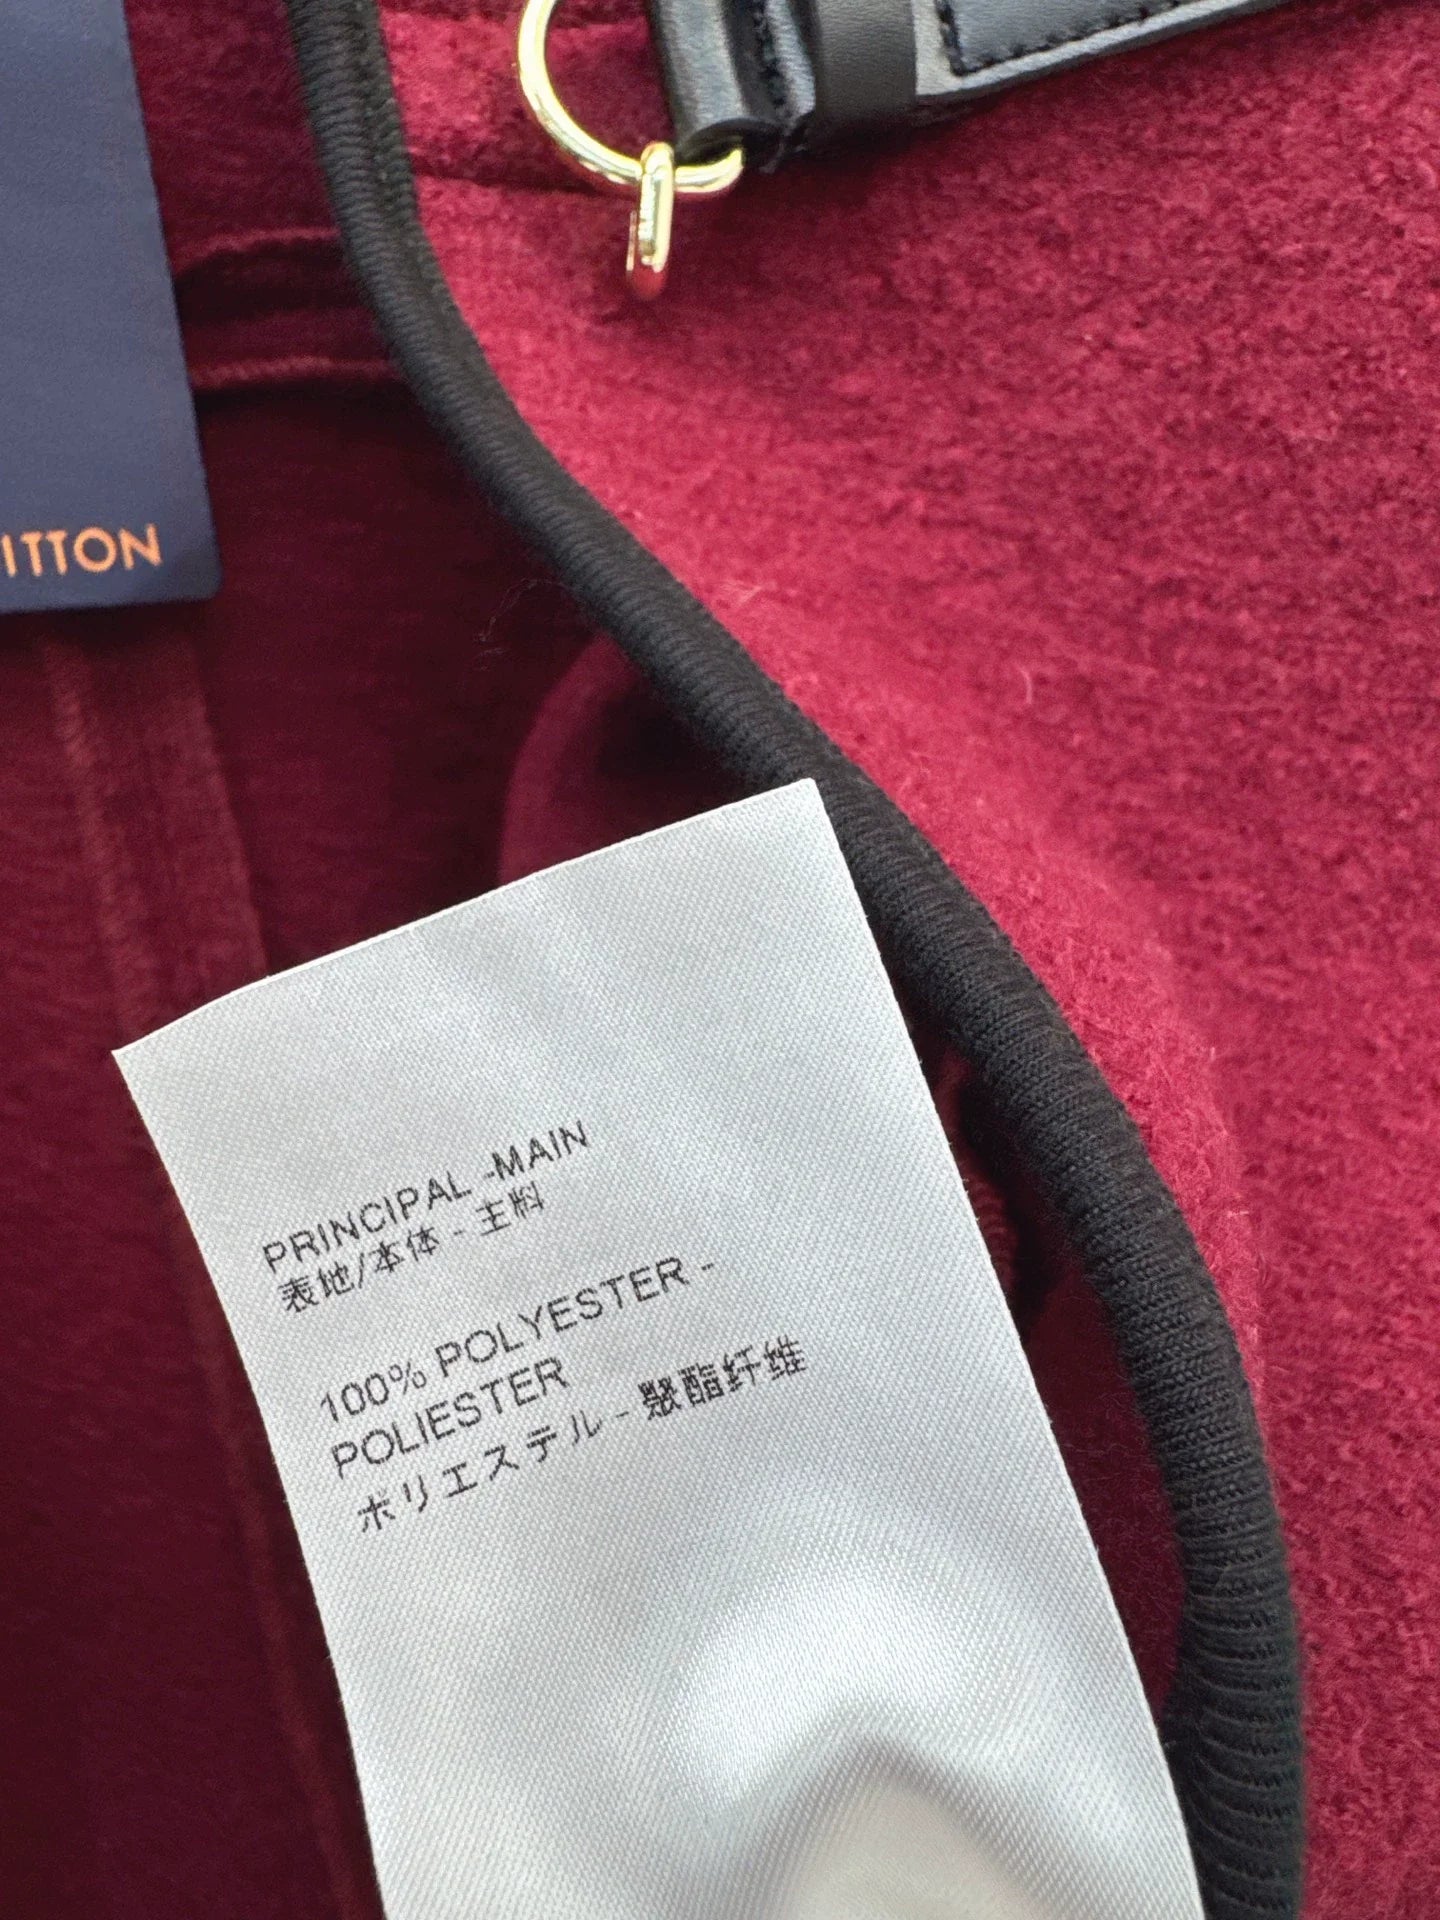 ITTON
PRINCIPAL -MAIN
表地/本体 - 主料
100% POLYESTER -
POLIESTER
ポリエステル - 聚酯纤维